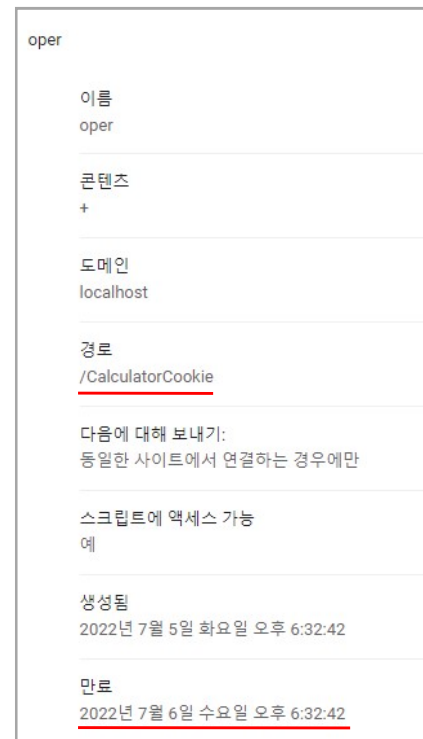 oper
이름
oper
콘텐츠
+
도메인
localhost
경로
/CalculatorCookie
다음에 대해 보내기:
동일한 사이트에서 연결하는 경우에만
스크립트에 액세스 가능
예
생성됨
2022년 7월 5일 화요일 오후 6:32:42
만료
2022년 7월 6일 수요일 오후 6:32:42